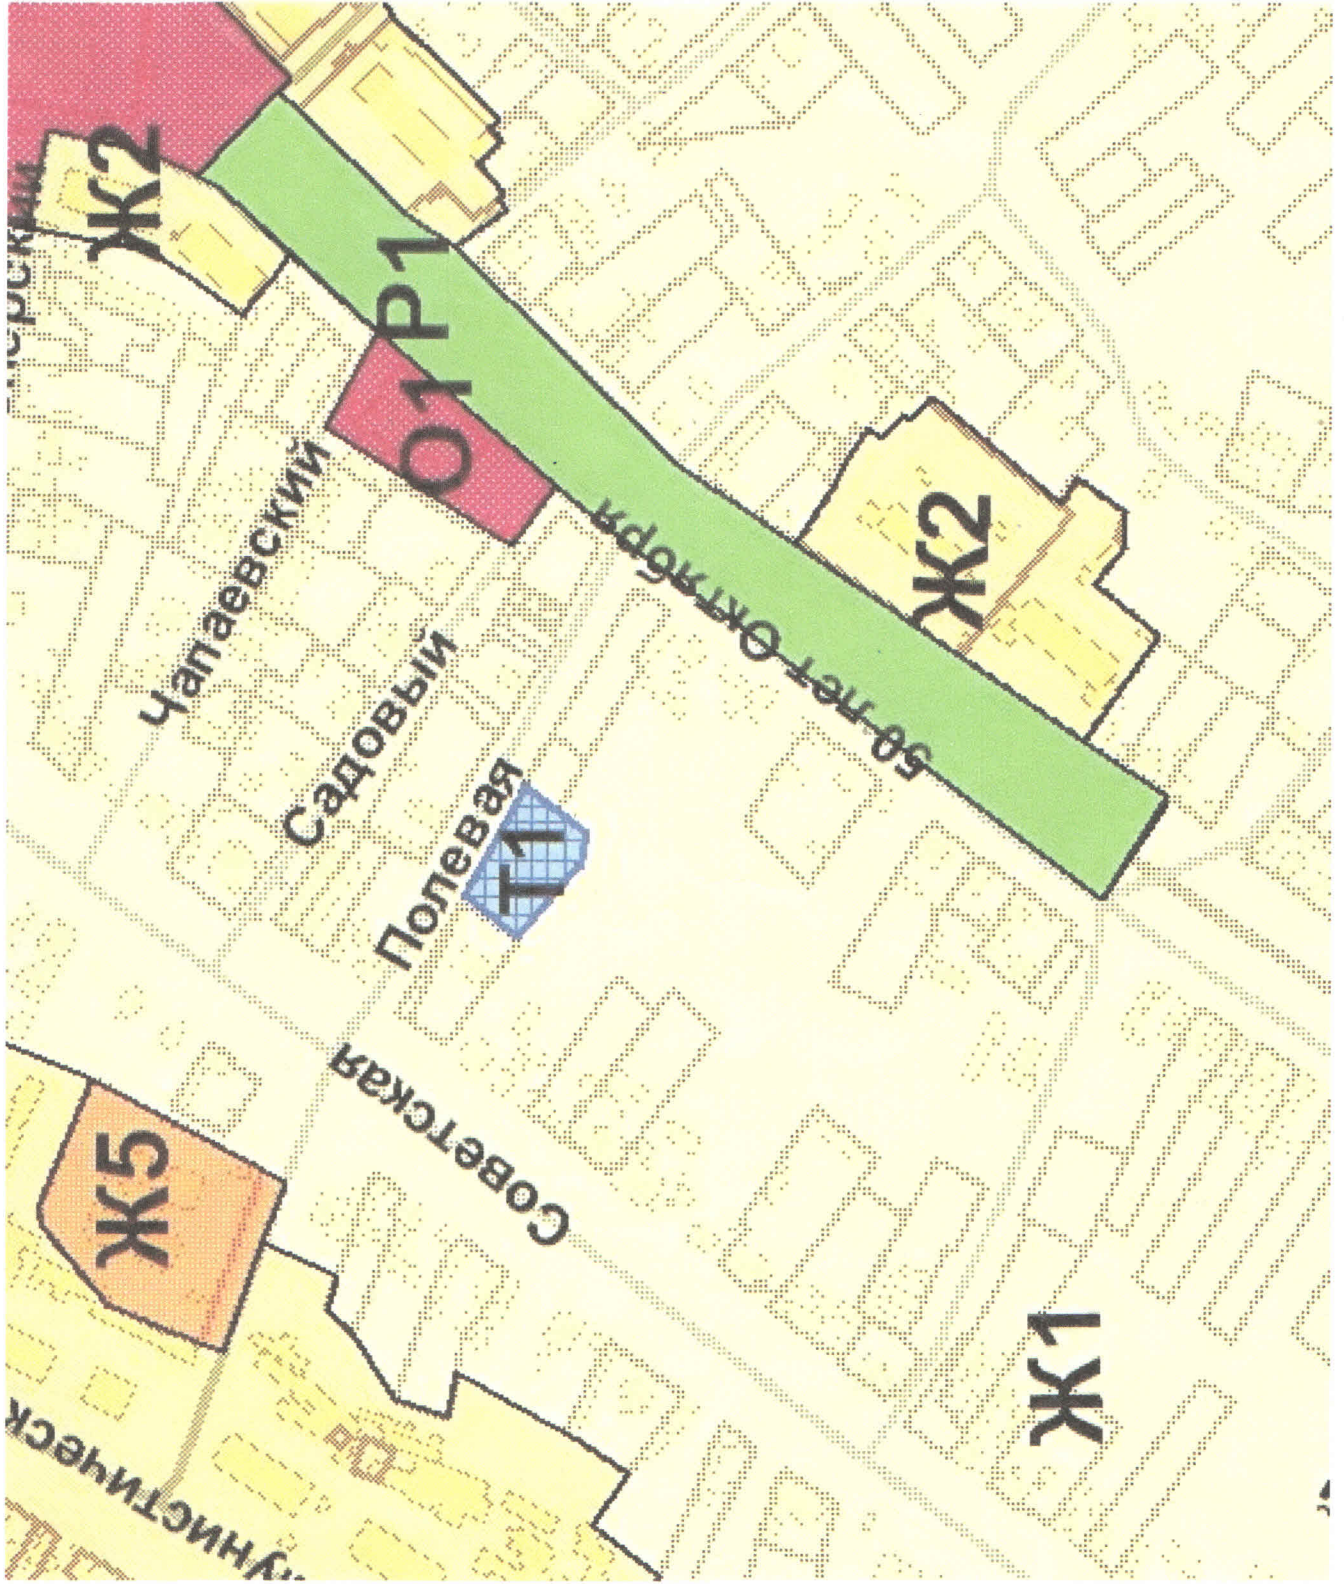 Ж2
Р1
О1
Чапаевский
Садовый
Полевая
Т1
50 лет Октября
Ж2
Советская
Ж5
Ж1